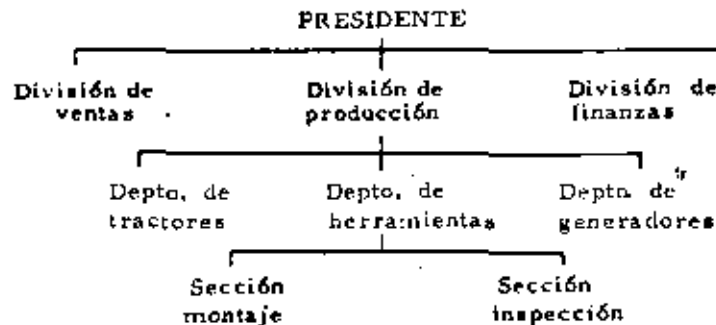 PRESIDENTE
División de ventas
División de producción
División de finanzas
Depto. de tractores
Depto. de herramientas
Depto. de generadores
Sección montaje
Sección inspección